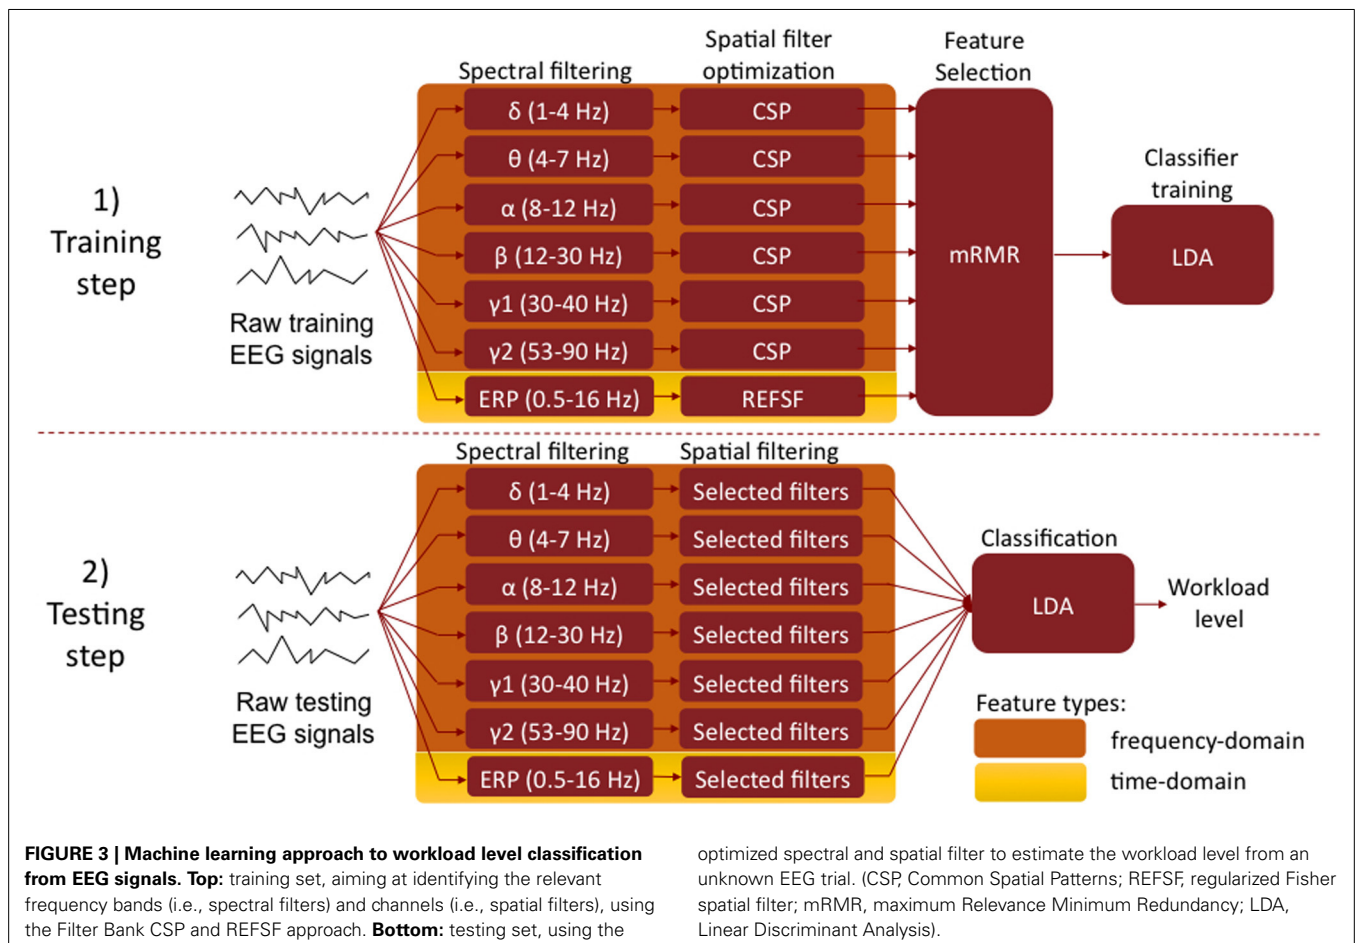 Spatial filter
optimization
Feature
Selection
Spectral filtering
1)
Training
step
Raw training
EEG signals
δ (1-4 Hz)
CSP
θ (4-7 Hz)
CSP
α (8-12 Hz)
CSP
β (12-30 Hz)
CSP
γ1 (30-40 Hz)
CSP
γ2 (53-90 Hz)
CSP
ERP (0.5-16 Hz)
REFSF
mRMR
Classifier
training
LDA
Spectral filtering
Spatial filtering
2)
Testing
step
Raw testing
EEG signals
δ (1-4 Hz)
Selected filters
θ (4-7 Hz)
Selected filters
α (8-12 Hz)
Selected filters
β (12-30 Hz)
Selected filters
γ1 (30-40 Hz)
Selected filters
γ2 (53-90 Hz)
Selected filters
ERP (0.5-16 Hz)
Selected filters
Classification
LDA
Workload
level
Feature types:
frequency-domain
time-domain
FIGURE 3 | Machine learning approach to workload level classification
from EEG signals. Top: training set, aiming at identifying the relevant
frequency bands (i.e., spectral filters) and channels (i.e., spatial filters), using
the Filter Bank CSP and REFSF approach. Bottom: testing set, using the
optimized spectral and spatial filter to estimate the workload level from an
unknown EEG trial. (CSP, Common Spatial Patterns; REFSF, regularized Fisher
spatial filter; mRMR, maximum Relevance Minimum Redundancy; LDA,
Linear Discriminant Analysis).